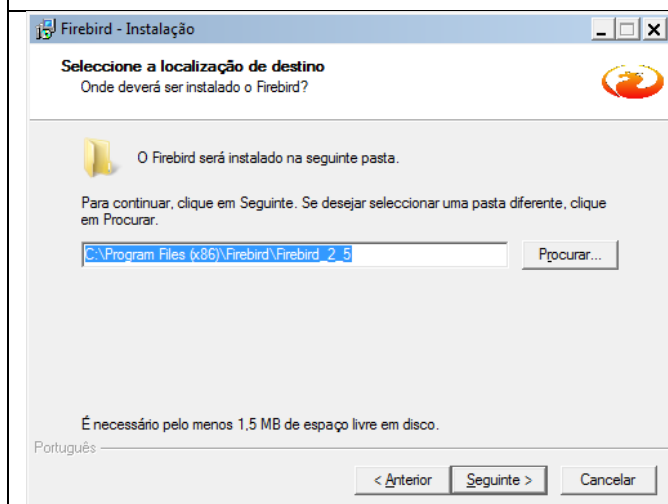 Firebird - Instalação
Seleccione a localização de destino
Onde deverá ser instalado o Firebird?
O Firebird será instalado na seguinte pasta.
Para continuar, clique em Seguinte. Se desejar seleccionar uma pasta diferente, clique
em Procurar.
C:\Program Files (x86)\Firebird\Firebird_2_5
Procurar...
É necessário pelo menos 1,5 MB de espaço livre em disco.
Português
< Anterior
Seguinte >
Cancelar